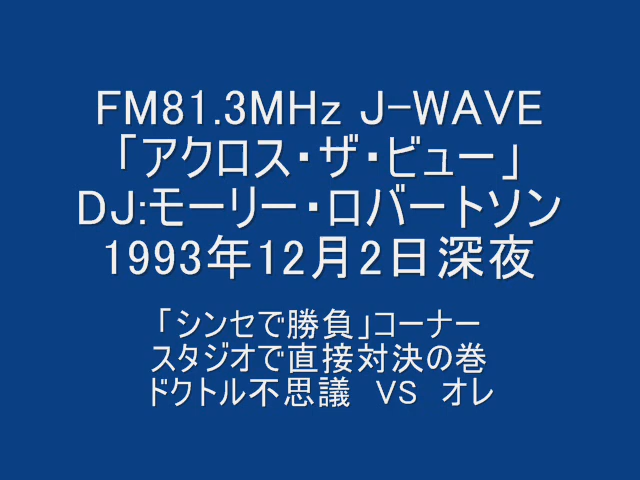 FM81.3MHz J-WAVE
「アクロス・ザ・ビュー」
DJ:モーリー・ロバートソン
1993年12月2日深夜
「シンセで勝負」コーナー
スタジオで直接対決の巻
ドクトル不思議　VS　オレ